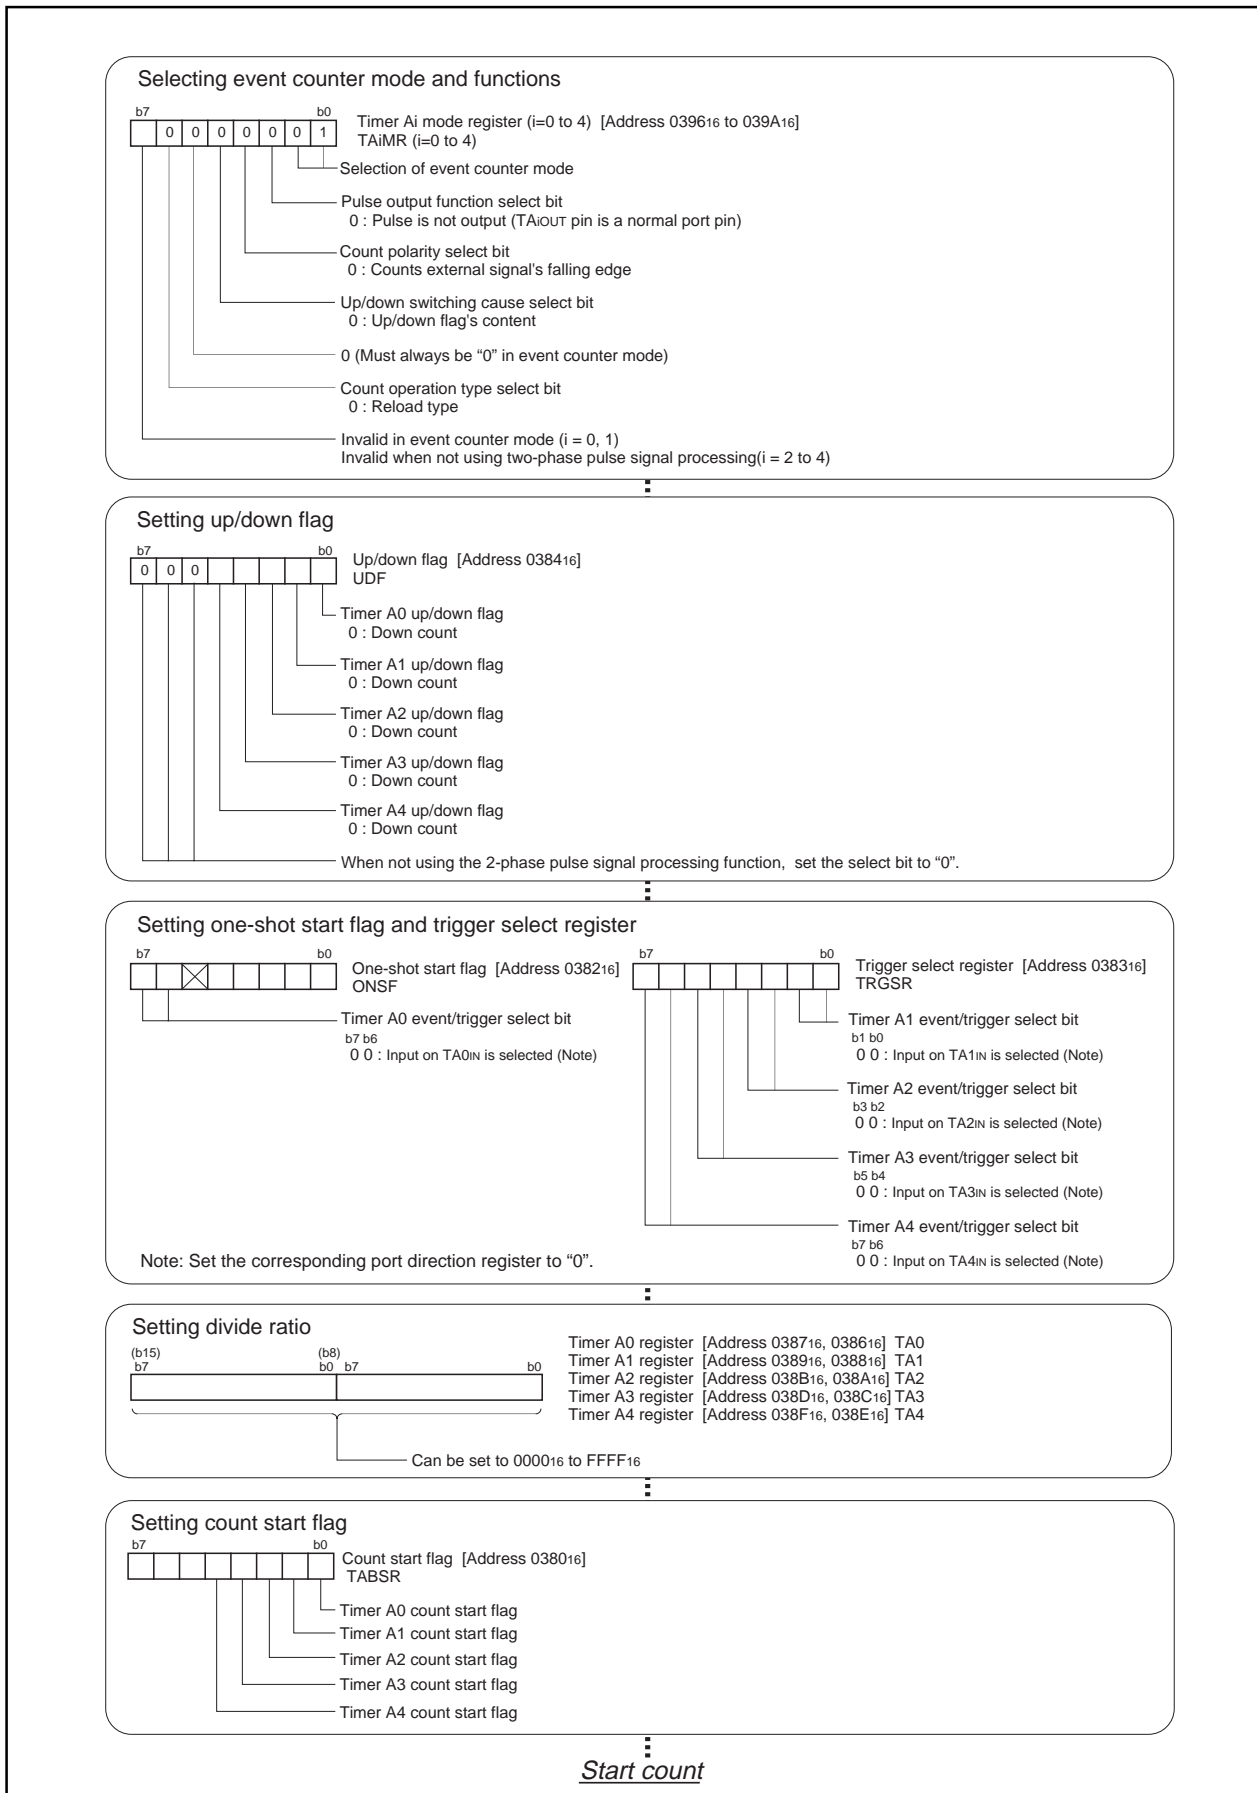 Selecting event counter mode and functions
b7 b0
0 0 0 0 0 0 1
Timer Ai mode register (i=0 to 4) [Address 039616 to 039A16]
TAiMR (i=0 to 4)
Selection of event counter mode
Pulse output function select bit
0 : Pulse is not output (TAiOUT pin is a normal port pin)
Count polarity select bit
0 : Counts external signal's falling edge
Up/down switching cause select bit
0 : Up/down flag's content
0 (Must always be “0” in event counter mode)
Count operation type select bit
0 : Reload type
Invalid in event counter mode (i = 0, 1)
Invalid when not using two-phase pulse signal processing(i = 2 to 4)
Setting up/down flag
b7 b0
0 0 0
Up/down flag [Address 038416]
UDF
Timer A0 up/down flag
0 : Down count
Timer A1 up/down flag
0 : Down count
Timer A2 up/down flag
0 : Down count
Timer A3 up/down flag
0 : Down count
Timer A4 up/down flag
0 : Down count
When not using the 2-phase pulse signal processing function, set the select bit to “0”.
Setting one-shot start flag and trigger select register
b7 b0
One-shot start flag [Address 038216]
ONSF
Timer A0 event/trigger select bit
b7 b6
0 0 : Input on TA0IN is selected (Note)
b7 b0
Trigger select register [Address 038316]
TRGSR
Timer A1 event/trigger select bit
b1 b0
0 0 : Input on TA1IN is selected (Note)
Timer A2 event/trigger select bit
b3 b2
0 0 : Input on TA2IN is selected (Note)
Timer A3 event/trigger select bit
b5 b4
0 0 : Input on TA3IN is selected (Note)
Timer A4 event/trigger select bit
b7 b6
0 0 : Input on TA4IN is selected (Note)
Note: Set the corresponding port direction register to “0”.
Setting divide ratio
(b15) (b8)
b7 b0 b7 b0
Timer A0 register [Address 038716, 038616] TA0
Timer A1 register [Address 038916, 038816] TA1
Timer A2 register [Address 038B16, 038A16] TA2
Timer A3 register [Address 038D16, 038C16] TA3
Timer A4 register [Address 038F16, 038E16] TA4
Can be set to 000016 to FFFF16
Setting count start flag
b7 b0
Count start flag [Address 038016]
TABSR
Timer A0 count start flag
Timer A1 count start flag
Timer A2 count start flag
Timer A3 count start flag
Timer A4 count start flag
Start count